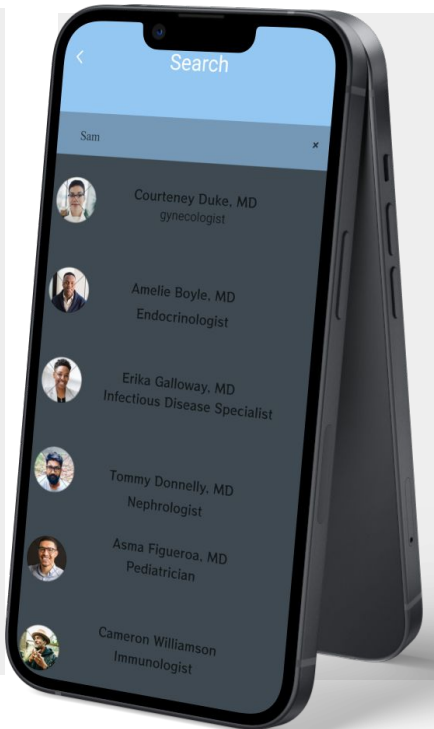 Search
Sam
×
Courteney Duke, MD
gynecologist
Amelie Boyle, MD
Endocrinologist
Erika Galloway, MD
Infectious Disease Specialist
Tommy Donnelly, MD
Nephrologist
Asma Figueroa, MD
Pediatrician
Cameron Williamson
Immunologist